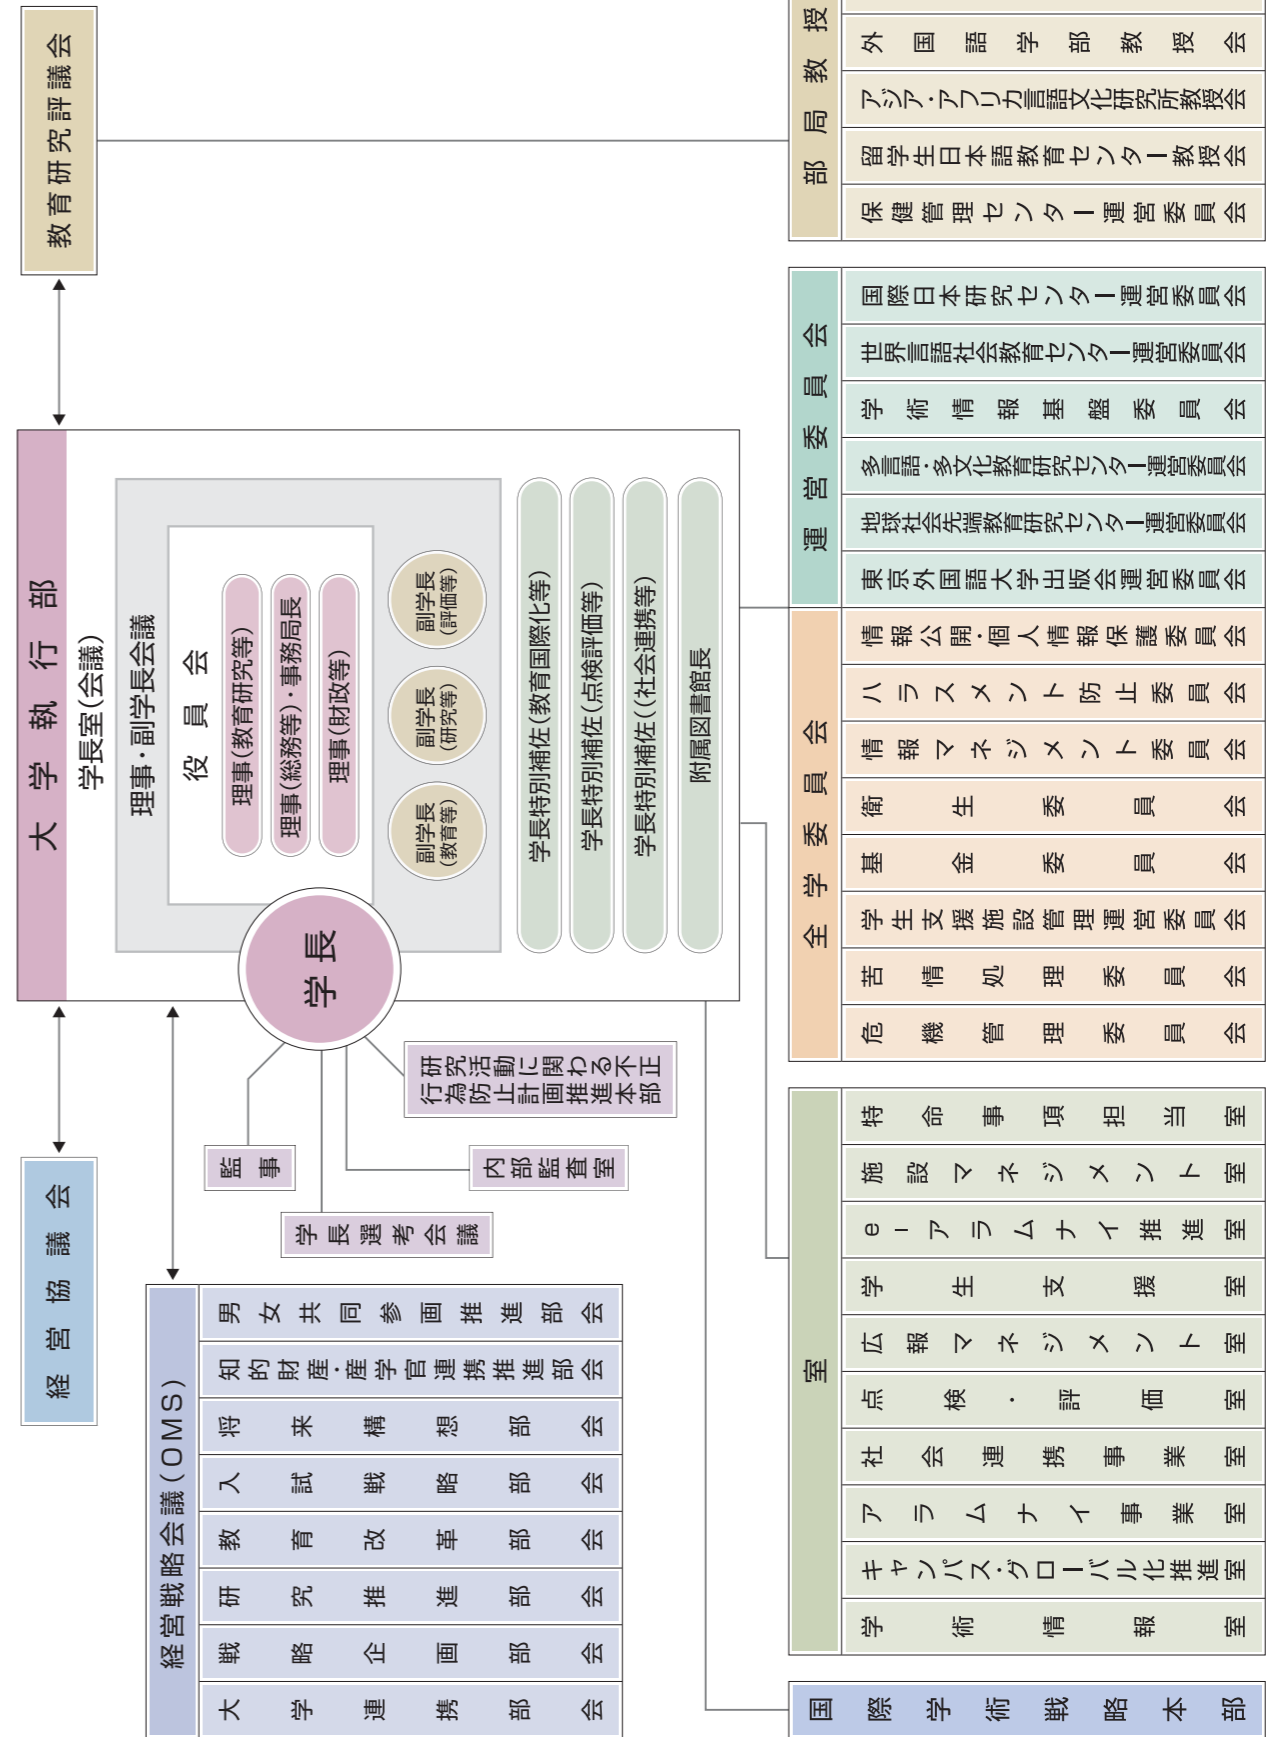 教育研究評議会
経営協議会
大学執行部
学長室(会議)
理事・副学長会議
役員会
理事(教育研究等)
理事(総務等)・事務局長
理事(財政等)
副学長
(教育等)
副学長
(研究等)
副学長
(評価等)
学長特別補佐(教育国際化等)
学長特別補佐(点検評価等)
学長特別補佐((社会連携等)
附属図書館長
学長
監事
学長選考会議
内部監査室
研究活動に関わる不正
行為防止計画推進本部
経営戦略会議(OMS)
大学連携部会
戦略企画部会
研究推進部会
教育改革部会
入試戦略部会
将来構想部会
知的財産・産学官連携推進部会
男女共同参画推進部会
国際学術戦略本部
室
学術情報室
キャンパス・グローバル化推進室
アラムナイ事業室
社会連携事業室
点検・評価室
広報マネジメント室
学生支援室
e-アラムナイ推進室
施設マネジメント室
特命事項担当室
全学委員会
危機管理委員会
苦情処理委員会
学生支援施設管理運営委員会
基金委員会
衛生委員会
情報マネジメント委員会
ハラスメント防止委員会
情報公開・個人情報保護委員会
運営委員会
東京外国語大学出版会運営委員会
地球社会先端教育研究センター運営委員会
多言語・多文化教育研究センター運営委員会
学術情報基盤委員会
世界言語社会教育センター運営委員会
国際日本研究センター運営委員会
部局教授
保健管理センター運営委員会
留学生日本語教育センター教授会
アジア・アフリカ言語文化研究所教授会
外国語学部教授会